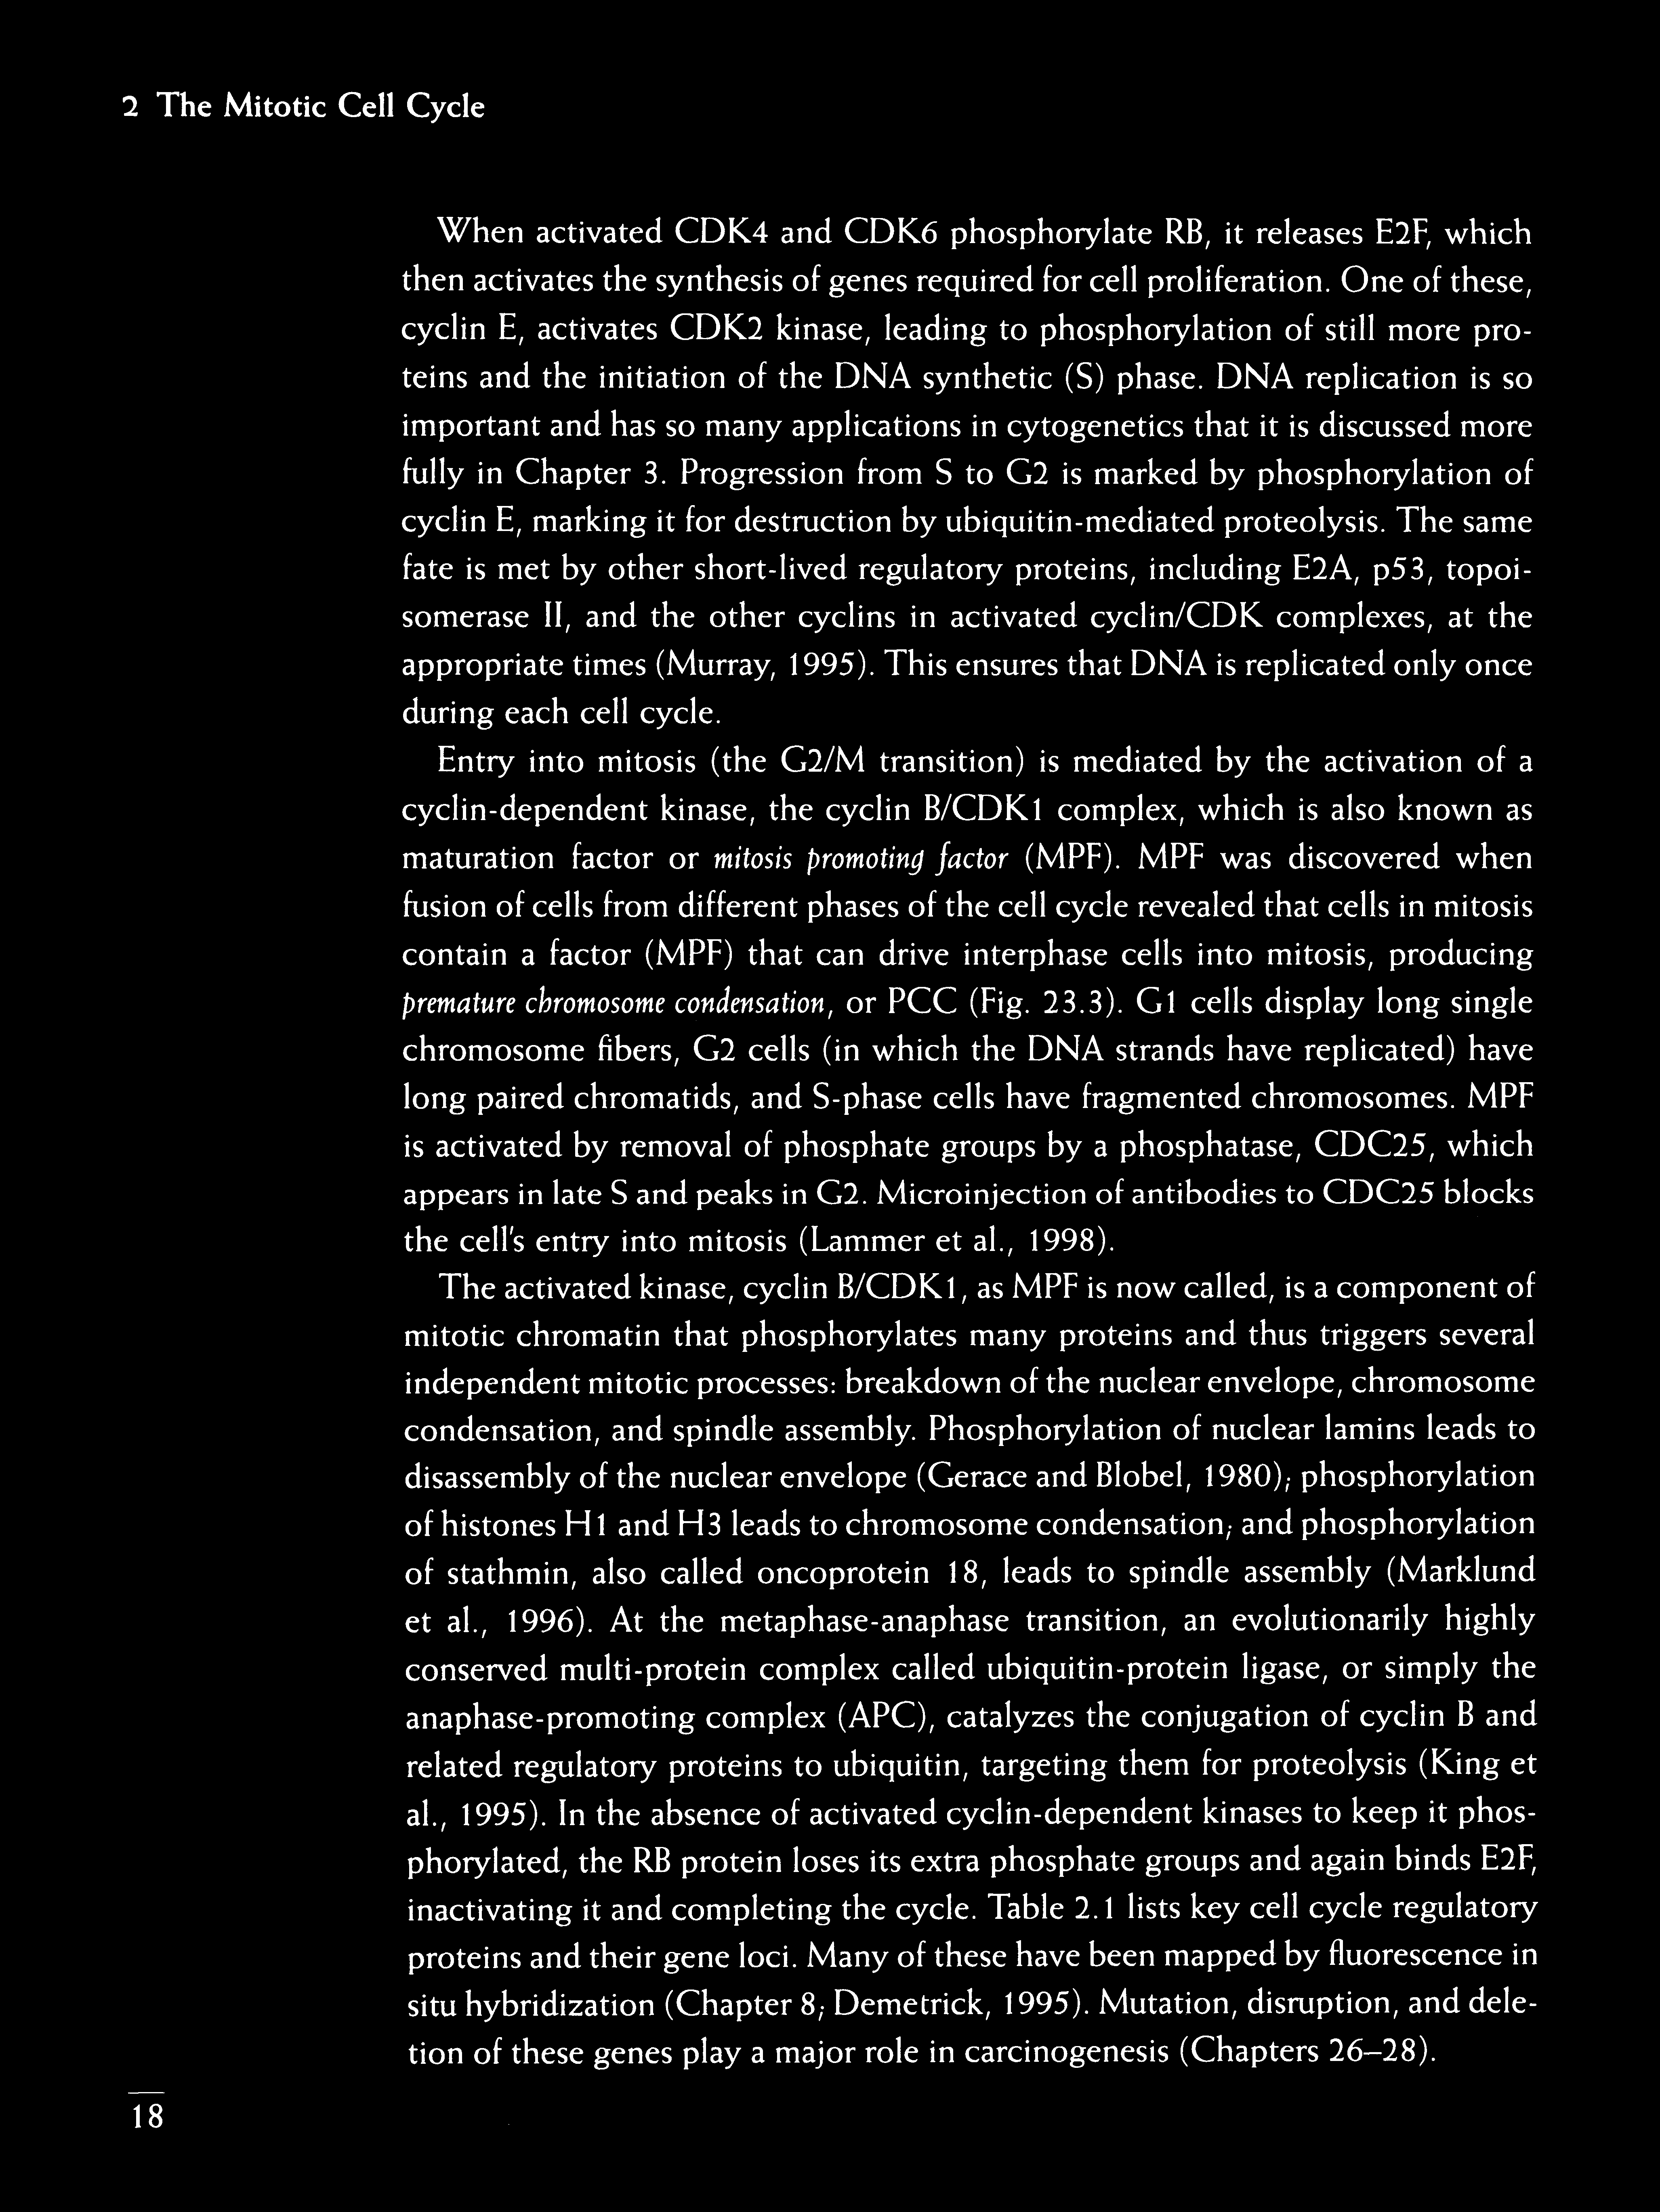 2 The Mitotic Cell Cycle
When activated CDK4 and CDK6 phosphorylate RB, it releases E2F, which
then activates the synthesis of genes required for cell proliferation. One of these,
cyclin E, activates CDK2 kinase, leading to phosphorylation of still more pro-
teins and the initiation of the DNA synthetic (S) phase. DNA replication is so
important and has so many applications in cytogenetics that it is discussed more
fully in Chapter 3. Progression from S to G2 is marked by phosphorylation of
cyclin E, marking it for destruction by ubiquitin-mediated proteolysis. The same
fate is met by other short-lived regulatory proteins, including E2A, p53, topoi-
somerase II, and the other cyclins in activated cyclin/CDK complexes, at the
appropriate times (Murray, 1995). This ensures that DNA is replicated only once
during each cell cycle.
Entry into mitosis (the G2/M transition) is mediated by the activation of a
cyclin-dependent kinase, the cyclin B/CDK1 complex, which is also known as
maturation factor or mitosis promoting factor (MPF). MPF was discovered when
fusion of cells from different phases of the cell cycle revealed that cells in mitosis
contain a factor (MPF) that can drive interphase cells into mitosis, producing
premature chromosome condensation, or PCC (Fig. 23.3). G1 cells display long single
chromosome fibers, G2 cells (in which the DNA strands have replicated) have
long paired chromatids, and S-phase cells have fragmented chromosomes. MPF
is activated by removal of phosphate groups by a phosphatase, CDC25, which
appears in late S and peaks in G2. Microinjection of antibodies to CDC25 blocks
the cell's entry into mitosis (Lammer et al., 1998).
The activated kinase, cyclin B/CDK1, as MPF is now called, is a component of
mitotic chromatin that phosphorylates many proteins and thus triggers several
independent mitotic processes: breakdown of the nuclear envelope, chromosome
condensation, and spindle assembly. Phosphorylation of nuclear lamins leads to
disassembly of the nuclear envelope (Gerace and Blobel, 1980); phosphorylation
of histones H1 and H3 leads to chromosome condensation; and phosphorylation
of stathmin, also called oncoprotein 18, leads to spindle assembly (Marklund
et al., 1996). At the metaphase-anaphase transition, an evolutionarily highly
conserved multi-protein complex called ubiquitin-protein ligase, or simply the
anaphase-promoting complex (APC), catalyzes the conjugation of cyclin B and
related regulatory proteins to ubiquitin, targeting them for proteolysis (King et
al., 1995). In the absence of activated cyclin-dependent kinases to keep it phos-
phorylated, the RB protein loses its extra phosphate groups and again binds E2F,
inactivating it and completing the cycle. Table 2.1 lists key cell cycle regulatory
proteins and their gene loci. Many of these have been mapped by fluorescence in
situ hybridization (Chapter 8; Demetrick, 1995). Mutation, disruption, and dele-
tion of these genes play a major role in carcinogenesis (Chapters 26–28).
18